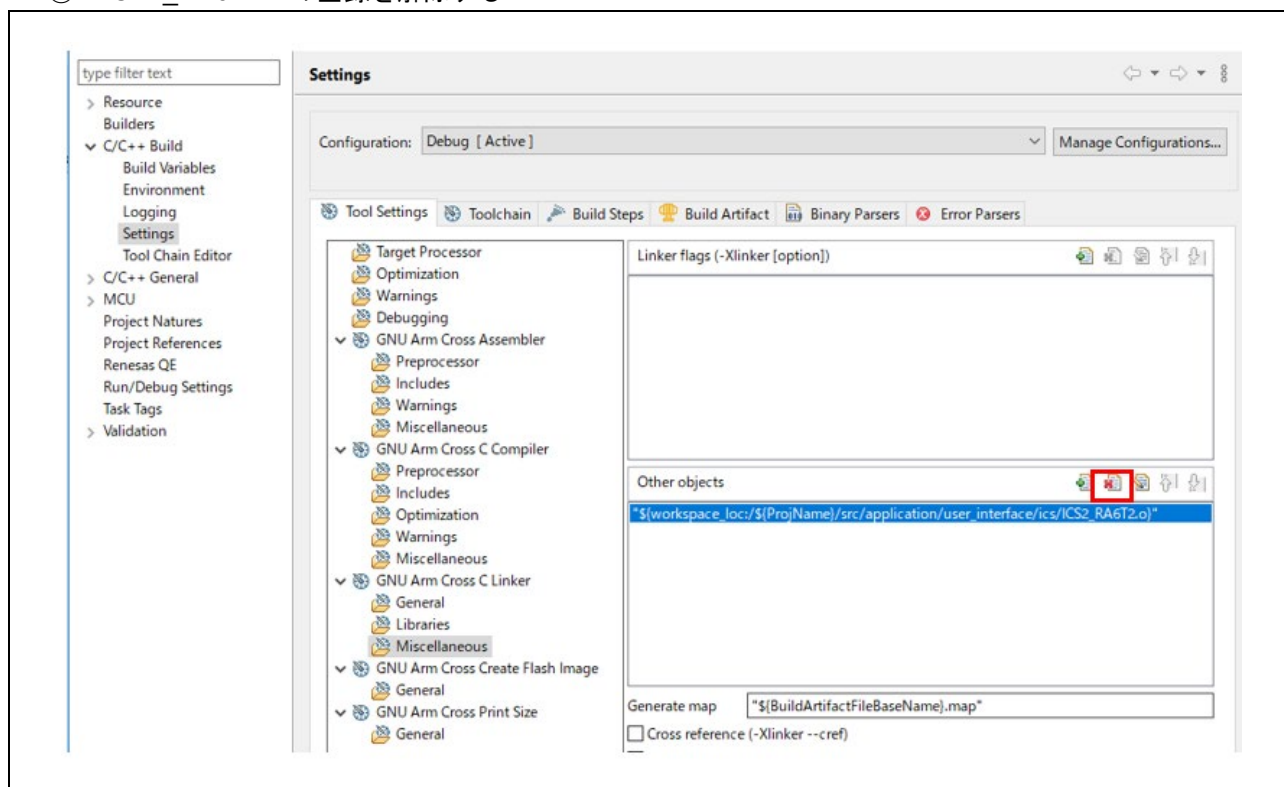 type filter text
Resource
Builders
C/C++ Build
Build Variables
Environment
Logging
Settings
Tool Chain Editor
C/C++ General
MCU
Project Natures
Project References
Renesas QE
Run/Debug Settings
Task Tags
Validation
Settings
Configuration: Debug [ Active ]
Manage Configurations...
Tool Settings Toolchain Build Steps Build Artifact Binary Parsers Error Parsers
Target Processor
Optimization
Warnings
Debugging
GNU Arm Cross Assembler
Preprocessor
Includes
Warnings
Miscellaneous
GNU Arm Cross C Compiler
Preprocessor
Includes
Optimization
Warnings
Miscellaneous
GNU Arm Cross C Linker
General
Libraries
Miscellaneous
GNU Arm Cross Create Flash Image
General
GNU Arm Cross Print Size
General
Linker flags (-Xlinker [option])
Other objects
"${workspace_loc:/${ProjName}/src/application/user_interface/ics/ICS2_RA6T2.o}"
Generate map "${BuildArtifactFileBaseName}.map"
Cross reference (-Xlinker --cref)